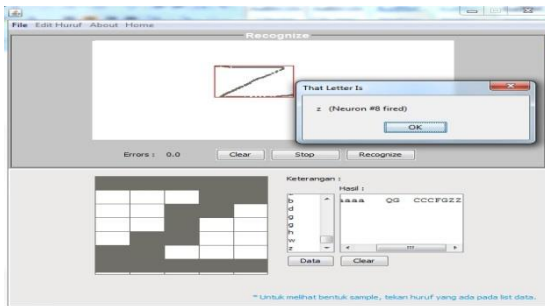 File Edit Huruf About Home
Recognize
That Letter Is
z (Neuron #8 fired)
OK
Errors : 0.0
Clear
Stop
Recognize
Keterangan :
Hasil :
b
d
g
g
h
w
z
aaaa QG CCCFGZZ
Data
Clear
* Untuk melihat bentuk sample, tekan huruf yang ada pada list data.